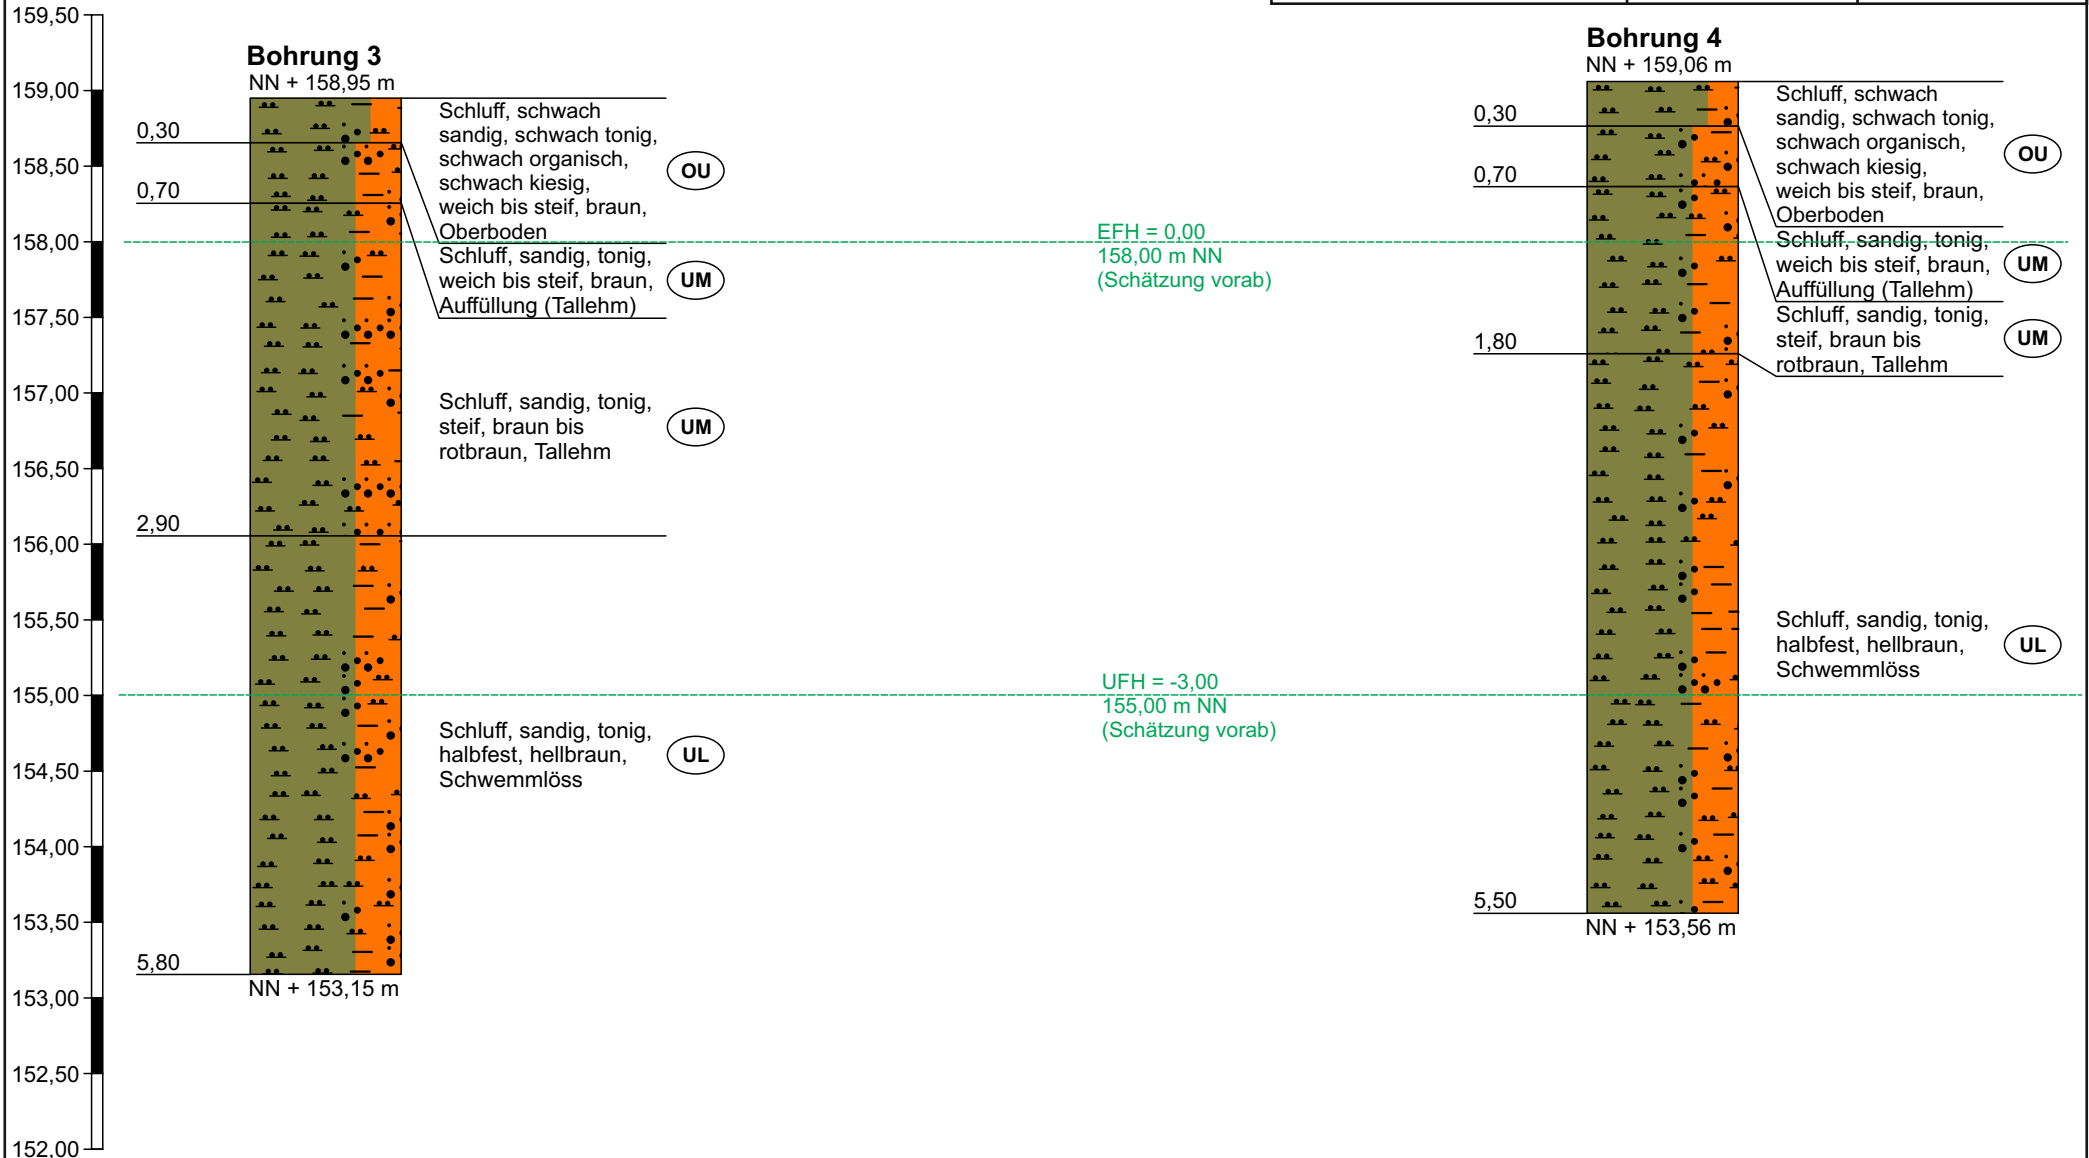 159,50
159,00
158,50
158,00
157,50
157,00
156,50
156,00
155,50
155,00
154,50
154,00
153,50
153,00
152,50
152,00
Bohrung 3
NN + 158,95 m
0,30
0,70
2,90
5,80
Schluff, schwach
sandig, schwach tonig,
schwach organisch,
schwach kiesig,
weich bis steif, braun,
Oberboden
OU
Schluff, sandig, tonig,
weich bis steif, braun,
Auffüllung (Tallehm)
UM
Schluff, sandig, tonig,
steif, braun bis
rotbraun, Tallehm
UM
Schluff, sandig, tonig,
halbfest, hellbraun,
Schwemmlöss
UL
NN + 153,15 m
EFH = 0,00
158,00 m NN
(Schätzung vorab)
UFH = -3,00
155,00 m NN
(Schätzung vorab)
Bohrung 4
NN + 159,06 m
0,30
0,70
1,80
5,50
Schluff, schwach
sandig, schwach tonig,
schwach organisch,
schwach kiesig,
weich bis steif, braun,
Oberboden
OU
Schluff, sandig, tonig,
weich bis steif, braun,
Auffüllung (Tallehm)
UM
Schluff, sandig, tonig,
steif, braun bis
rotbraun, Tallehm
UM
Schluff, sandig, tonig,
halbfest, hellbraun,
Schwemmlöss
UL
NN + 153,56 m